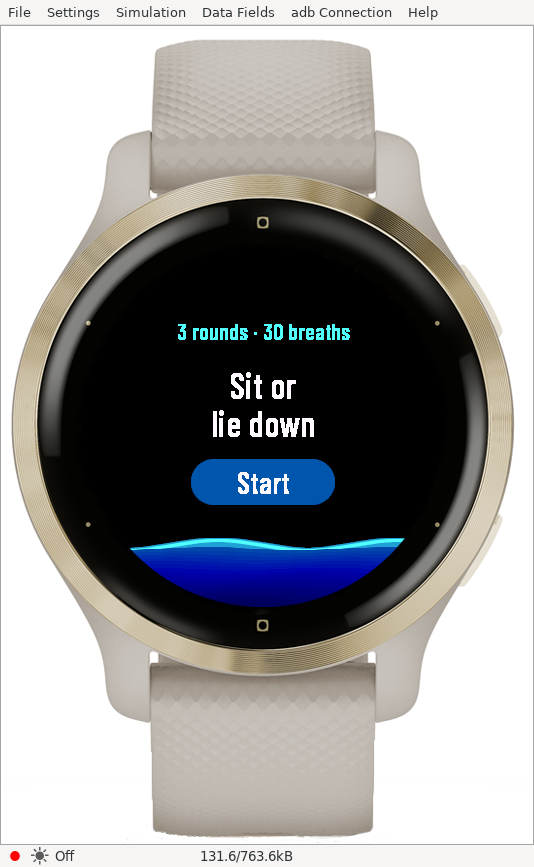 File Settings Simulation Data Fields adb Connection Help
3 rounds · 30 breaths
Sit or
lie down
Start
Off 131.6/763.6kB